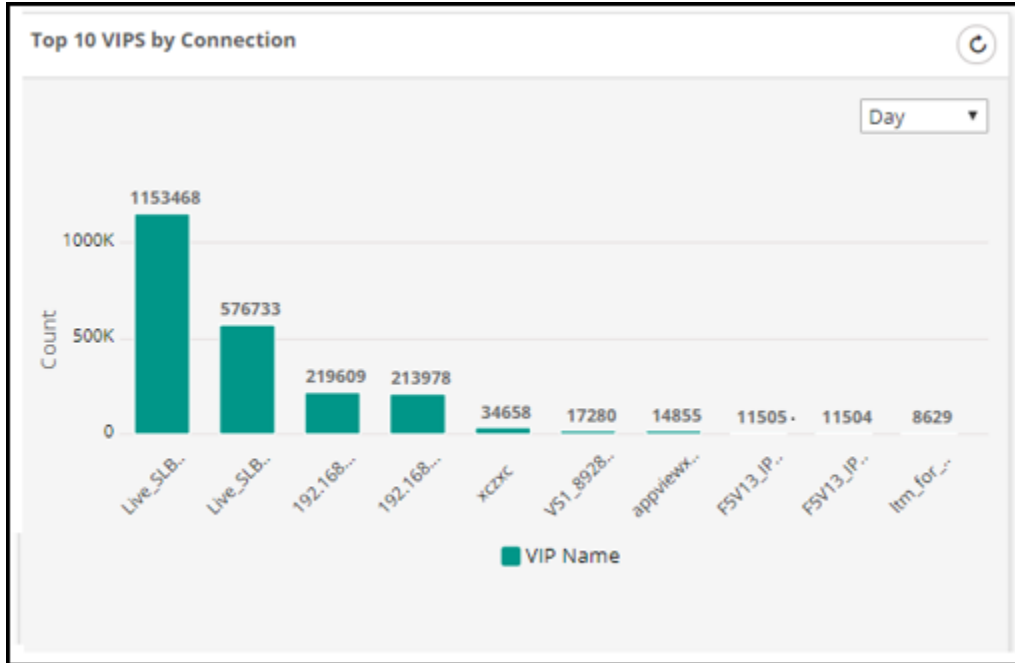 Top 10 VIPS by Connection
Day
1153468
1000K
576733
500K
Count
219609
213978
34658
17280
14855
11505
11504
8629
0
Live_SLB..
Live_SLB..
192.168...
192.168...
xczxc
VS1_8928..
appviewx..
F5V13_IP..
F5V13_IP..
ltm_for_..
VIP Name